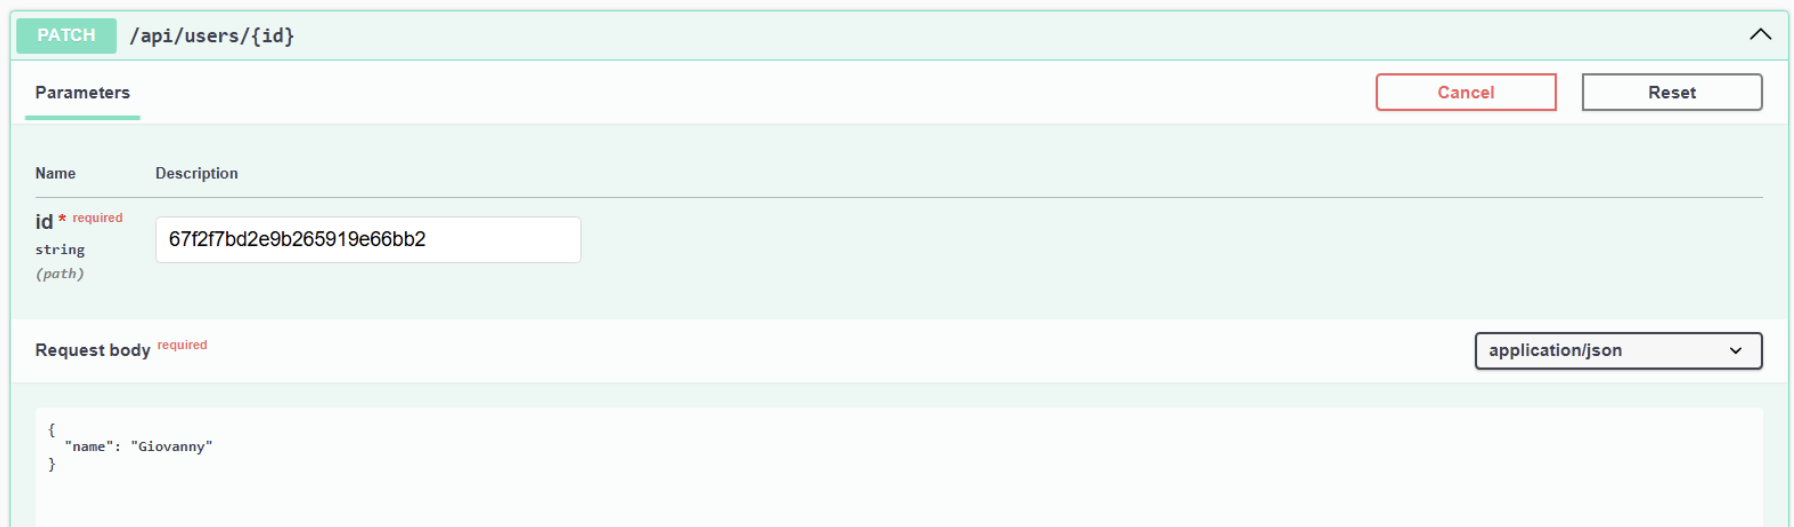 PATCH /api/users/{id}
Parameters
Cancel
Reset
Name Description
id * required
string
(path)
67f2f7bd2e9b265919e66bb2
Request body required
application/json
{
  "name": "Giovanny"
}